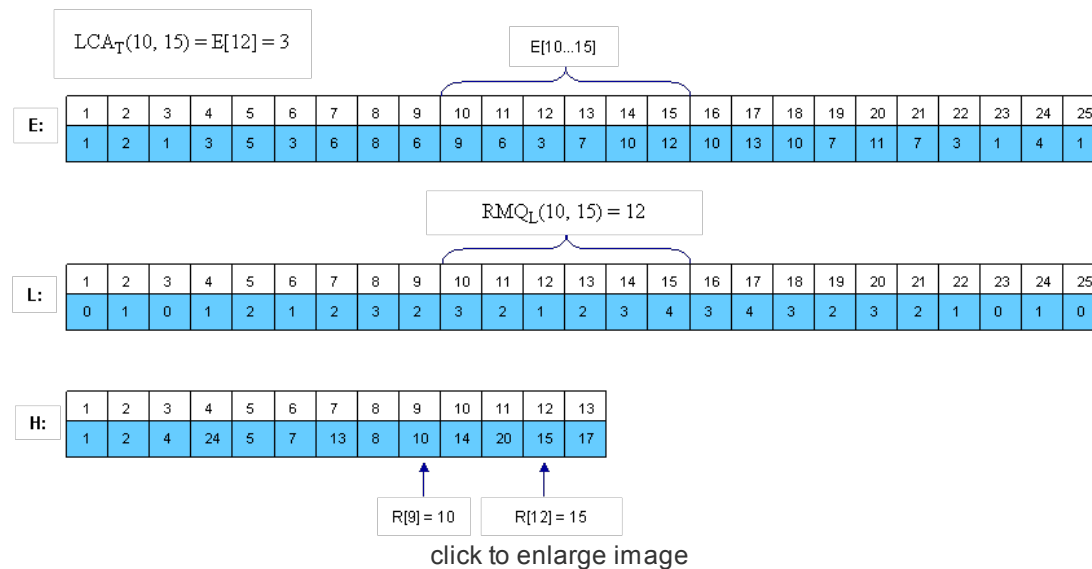 LCA_T(10, 15) = E[12] = 3
E[10...15]
E:
1 2 3 4 5 6 7 8 9 10 11 12 13 14 15 16 17 18 19 20 21 22 23 24 25
1 2 1 3 5 3 6 8 6 9 6 3 7 10 12 10 13 10 7 11 7 3 1 4 1
RMQ_L(10, 15) = 12
L:
1 2 3 4 5 6 7 8 9 10 11 12 13 14 15 16 17 18 19 20 21 22 23 24 25
0 1 0 1 2 1 2 3 2 3 2 1 2 3 4 3 4 3 2 3 2 1 0 1 0
H:
1 2 3 4 5 6 7 8 9 10 11 12 13
1 2 4 24 5 7 13 8 10 14 20 15 17
R[9] = 10
R[12] = 15
click to enlarge image